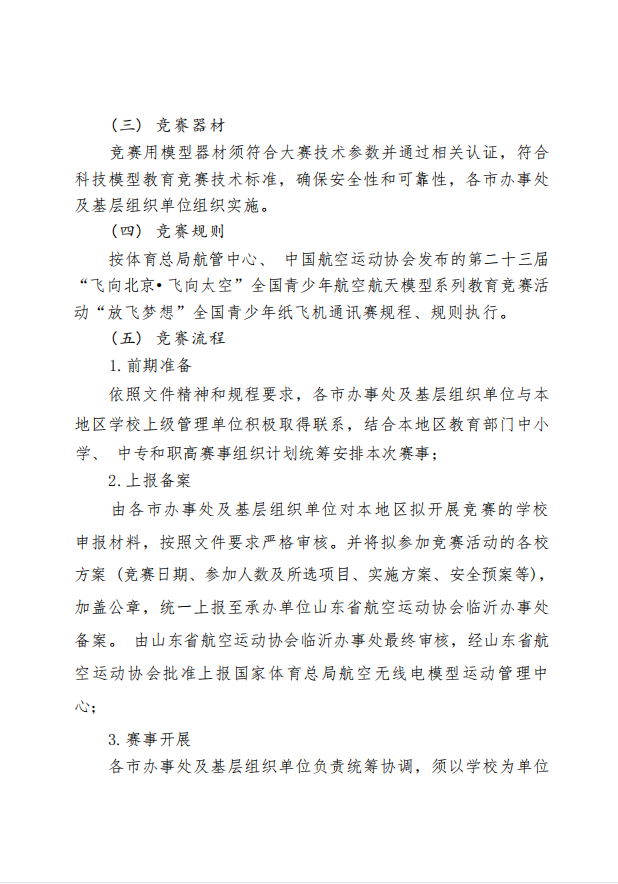 (三) 竞赛器材
竞赛用模型器材须符合大赛技术参数并通过相关认证，符合
科技模型教育竞赛技术标准，确保安全性和可靠性，各市办事处
及基层组织单位组织实施。
(四) 竞赛规则
按体育总局航管中心、 中国航空运动协会发布的第二十三届
“飞向北京•飞向太空”全国青少年航空航天模型系列教育竞赛活
动“放飞梦想”全国青少年纸飞机通讯赛规程、规则执行。
(五) 竞赛流程
1.前期准备
依照文件精神和规程要求，各市办事处及基层组织单位与本
地区学校上级管理单位积极取得联系，结合本地区教育部门中小
学、 中专和职高赛事组织计划统筹安排本次赛事；
2.上报备案
由各市办事处及基层组织单位对本地区拟开展竞赛的学校
申报材料，按照文件要求严格审核。并将拟参加竞赛活动的各校
方案 (竞赛日期、参加人数及所选项目、实施方案、安全预案等)，
加盖公章，统一上报至承办单位山东省航空运动协会临沂办事处
备案。 由山东省航空运动协会临沂办事处最终审核，经山东省航
空运动协会批准上报国家体育总局航空无线电模型运动管理中
心；
3.赛事开展
各市办事处及基层组织单位负责统筹协调，须以学校为单位